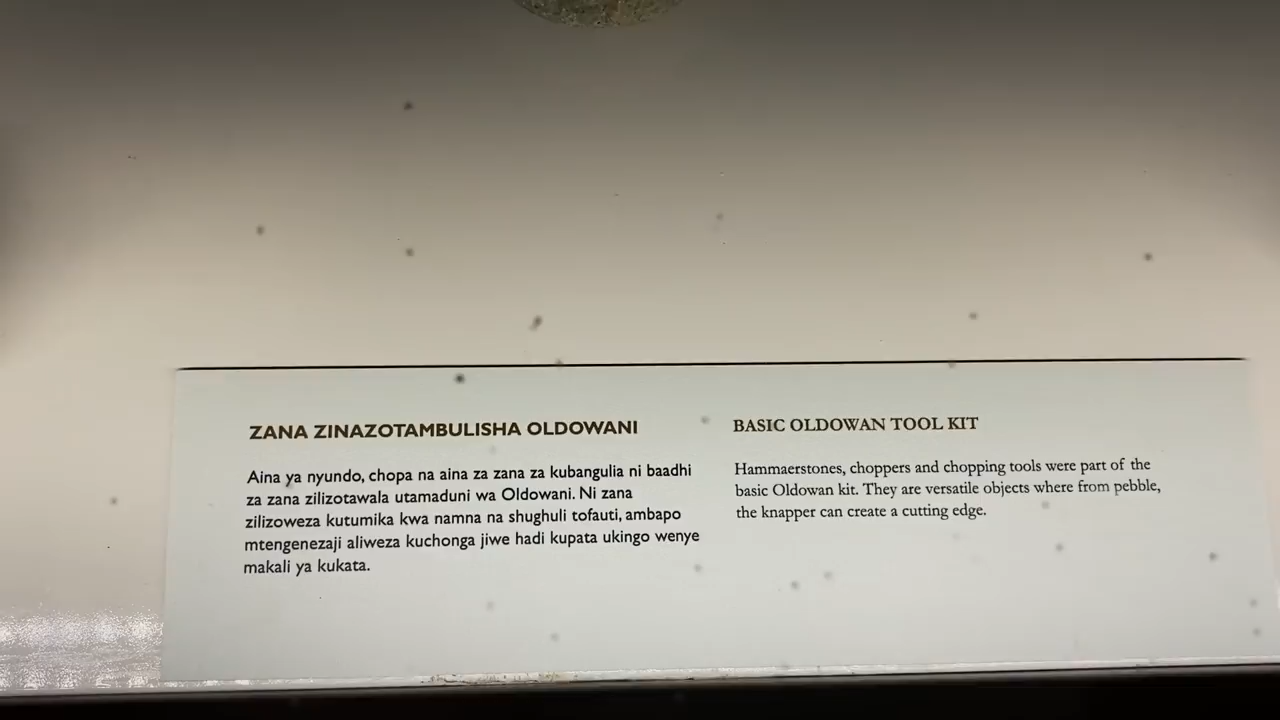 ZANA ZINAZOTAMBULISHA OLDOWANI
Aina ya nyundo, chopa na aina za zana za kubangulia ni baadhi
za zana zilizotawala utamaduni wa Oldowani. Ni zana
zilizoweza kutumika kwa namna na shughuli tofauti, ambapo
mtengenezaji aliweza kuchonga jiwe hadi kupata ukingo wenye
makali ya kukata.
BASIC OLDOWAN TOOL KIT
Hammaerstones, choppers and chopping tools were part of the
basic Oldowan kit. They are versatile objects where from pebble,
the knapper can create a cutting edge.